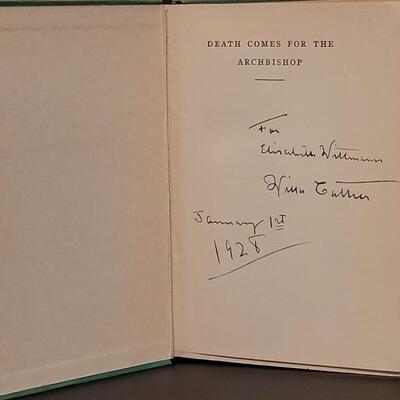 DEATH COMES FOR THE
ARCHBISHOP
For
Elisabeth Wittmann
Willa Cather
January 1st
1928